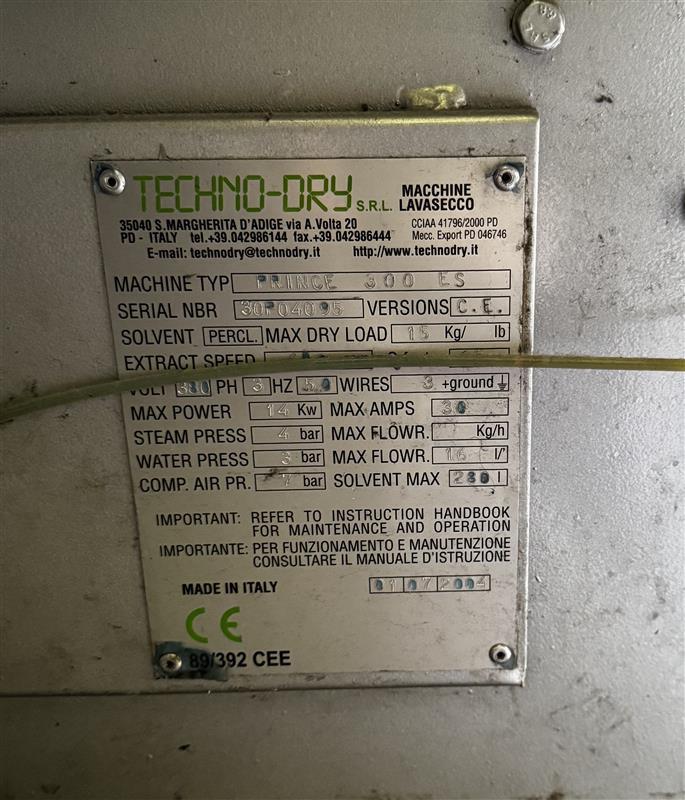 TECHNO-DRY S.R.L. MACCHINE LAVASECCO
35040 S.MARGHERITA D'ADIGE via A.Volta 20 CCIAA 41796/2000 PD
PD - ITALY tel.+39.042986144 fax.+39.042986444 Mecc. Export PD 046746
E-mail: technodry@technodry.it http://www.technodry.it
MACHINE TYP PRINCE 300 ES
SERIAL NBR 30P04095 VERSIONS C.E.
SOLVENT PERCL. MAX DRY LOAD 15 Kg/ lb
EXTRACT SPEED
VOLT 380 PH 3 HZ 50 WIRES 3 +ground
MAX POWER 14 Kw MAX AMPS 30
STEAM PRESS 4 bar MAX FLOWR. Kg/h
WATER PRESS 3 bar MAX FLOWR. 16 l/'
COMP. AIR PR. 7 bar SOLVENT MAX 230 l
IMPORTANT: REFER TO INSTRUCTION HANDBOOK
FOR MAINTENANCE AND OPERATION
IMPORTANTE: PER FUNZIONAMENTO E MANUTENZIONE
CONSULTARE IL MANUALE D'ISTRUZIONE
MADE IN ITALY 01 07 2004
CE
89/392 CEE